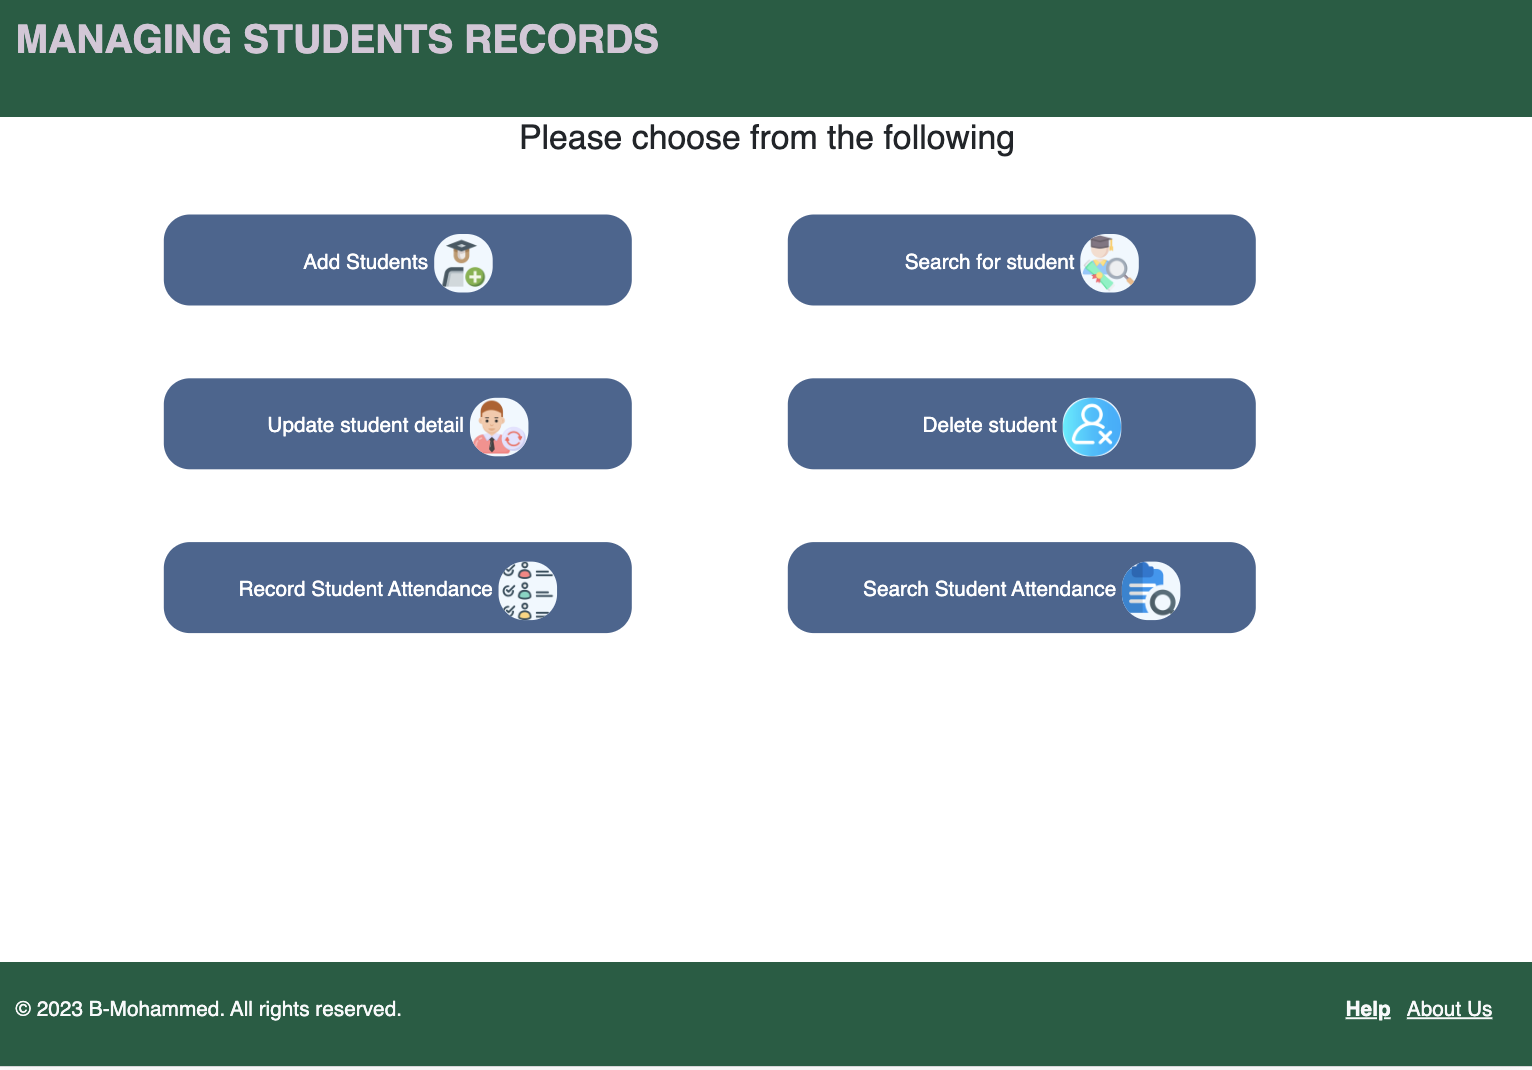 MANAGING STUDENTS RECORDS
Please choose from the following
Add Students
Search for student
Update student detail
Delete student
Record Student Attendance
Search Student Attendance
© 2023 B-Mohammed. All rights reserved.
Help About Us